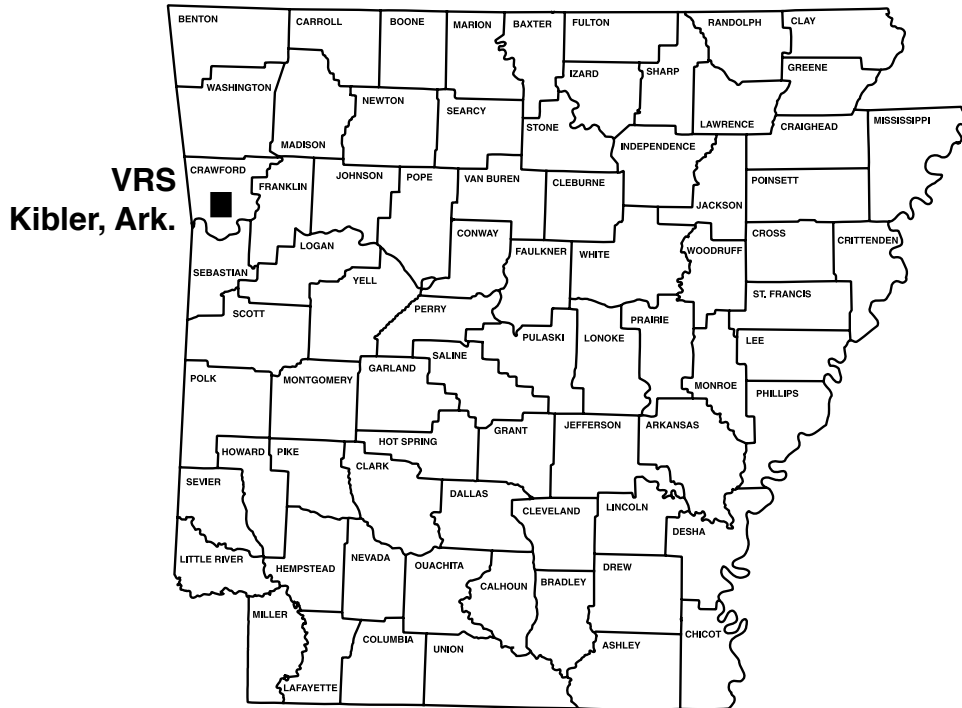 BENTON
CARROLL
BOONE
MARION
BAXTER
FULTON
RANDOLPH
CLAY
WASHINGTON
NEWTON
SEARCY
IZARD
SHARP
GREENE
LAWRENCE
MISSISSIPPI
STONE
CRAIGHEAD
MADISON
INDEPENDENCE
VRS
Kibler, Ark.
CRAWFORD
FRANKLIN
JOHNSON
POPE
VAN BUREN
CLEBURNE
POINSETT
JACKSON
LOGAN
CONWAY
FAULKNER
WHITE
WOODRUFF
CROSS
CRITTENDEN
SEBASTIAN
YELL
ST. FRANCIS
SCOTT
PERRY
PULASKI
LONOKE
PRAIRIE
LEE
POLK
MONTGOMERY
GARLAND
SALINE
MONROE
PHILLIPS
HOT SPRING
GRANT
JEFFERSON
ARKANSAS
HOWARD
PIKE
CLARK
SEVIER
DALLAS
CLEVELAND
LINCOLN
DESHA
LITTLE RIVER
HEMPSTEAD
NEVADA
OUACHITA
CALHOUN
BRADLEY
DREW
MILLER
COLUMBIA
UNION
ASHLEY
CHICOT
LAFAYETTE